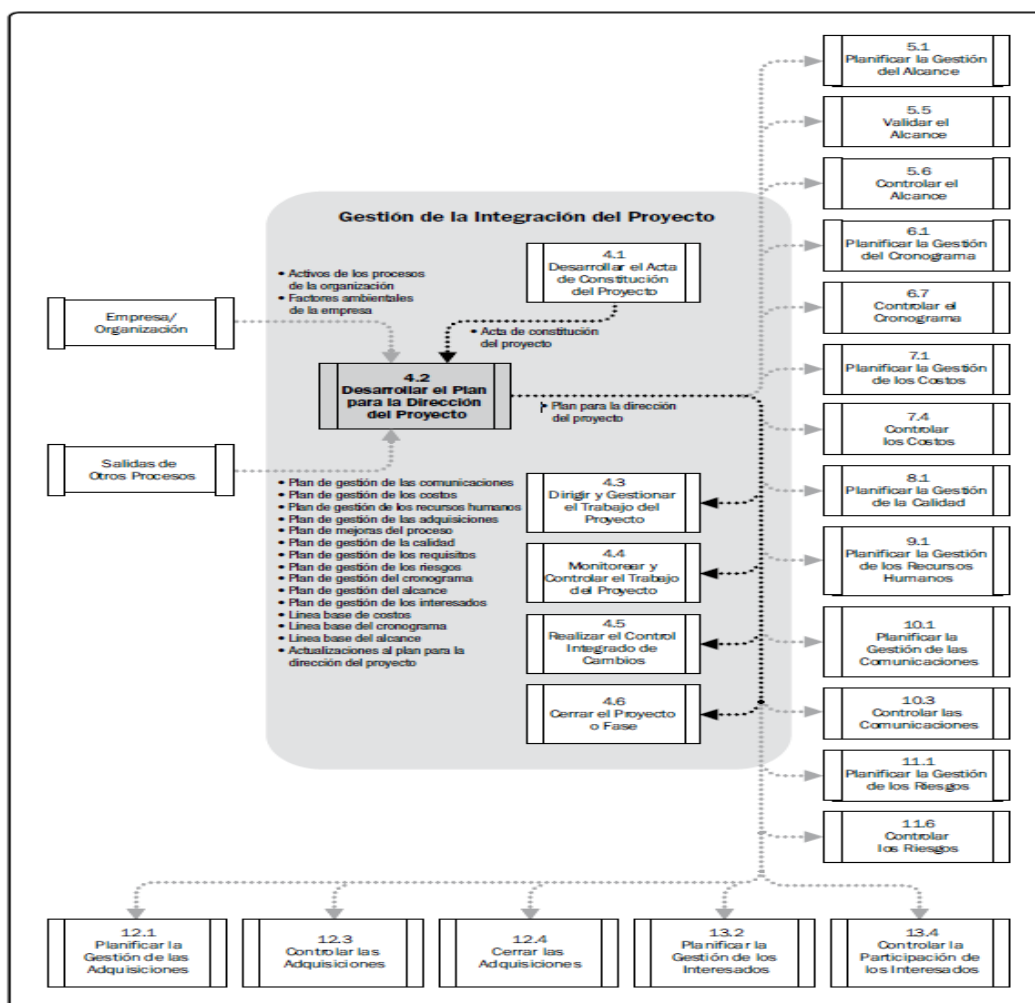 Gestión de la Integración del Proyecto
• Activos de los procesos
de la organización
• Factores ambientales
de la empresa
Empresa/
Organización
4.1
Desarrollar el Acta
de Constitución
del Proyecto
• Acta de constitución
del proyecto
4.2
Desarrollar el Plan
para la Dirección
del Proyecto
• Plan para la dirección
del proyecto
Salidas de
Otros Procesos
• Plan de gestión de las comunicaciones
• Plan de gestión de los costos
• Plan de gestión de los recursos humanos
• Plan de gestión de las adquisiciones
• Plan de mejoras del proceso
• Plan de gestión de la calidad
• Plan de gestión de los requisitos
• Plan de gestión de los riesgos
• Plan de gestión del cronograma
• Plan de gestión del alcance
• Plan de gestión de los interesados
• Línea base de costos
• Línea base del cronograma
• Línea base del alcance
• Actualizaciones al plan para la
dirección del proyecto
4.3
Dirigir y Gestionar
el Trabajo del
Proyecto
4.4
Monitorear y
Controlar el Trabajo
del Proyecto
4.5
Realizar el Control
Integrado de
Cambios
4.6
Cerrar el Proyecto
o Fase
5.1
Planificar la Gestión
del Alcance
5.5
Validar el
Alcance
5.6
Controlar el
Alcance
6.1
Planificar la Gestión
del Cronograma
6.7
Controlar el
Cronograma
7.1
Planificar la Gestión
de los Costos
7.4
Controlar
los Costos
8.1
Planificar la Gestión
de la Calidad
9.1
Planificar la Gestión
de los Recursos
Humanos
10.1
Planificar la
Gestión de las
Comunicaciones
10.3
Controlar las
Comunicaciones
11.1
Planificar la Gestión
de los Riesgos
11.6
Controlar
los Riesgos
12.1
Planificar la
Gestión de las
Adquisiciones
12.3
Controlar las
Adquisiciones
12.4
Cerrar las
Adquisiciones
13.2
Planificar la
Gestión de los
Interesados
13.4
Controlar la
Participación de
los Interesados